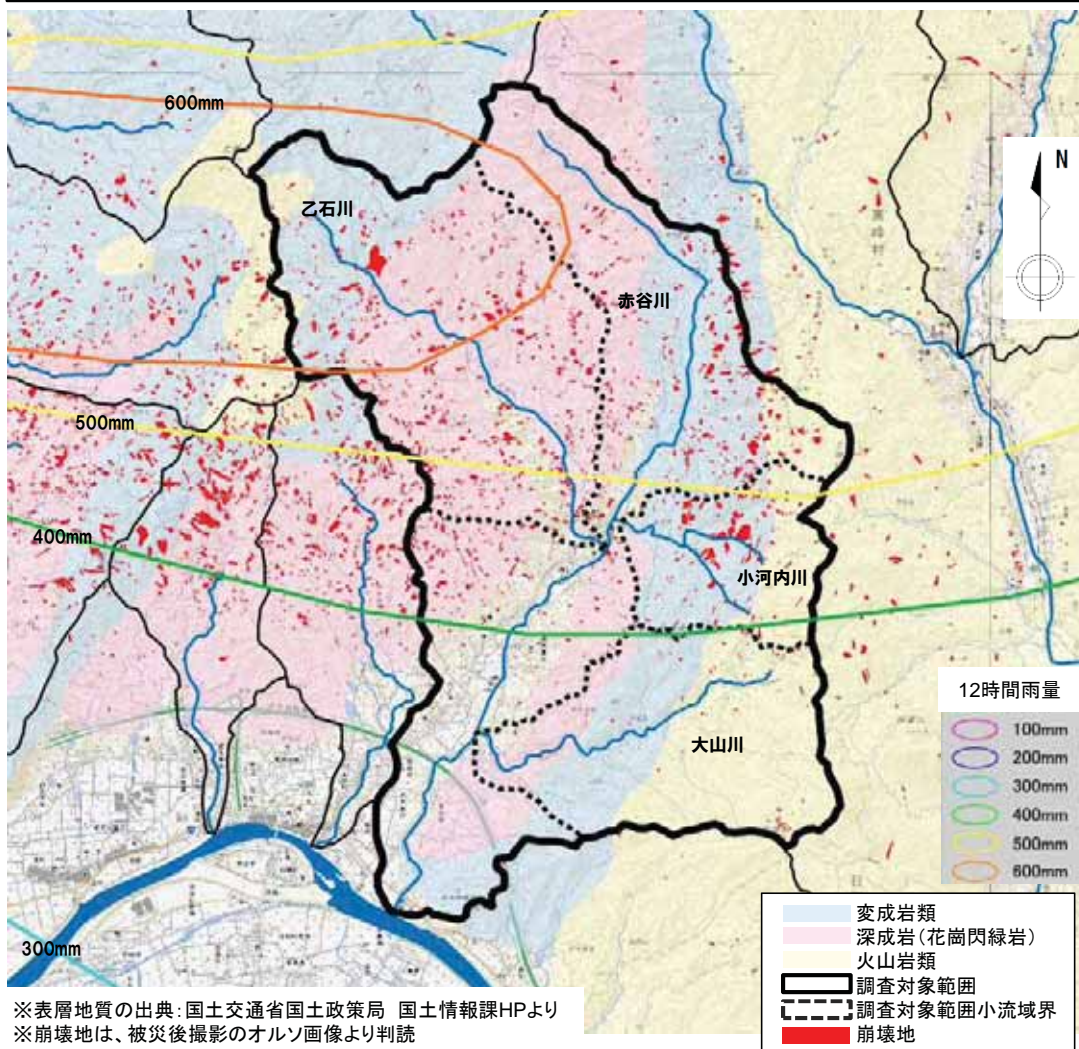 600mm
N
乙石川
赤谷川
500mm
400mm
小河内川
大山川
12時間雨量
100mm
200mm
300mm
400mm
500mm
600mm
300mm
変成岩類
深成岩(花崗閃緑岩)
火山岩類
調査対象範囲
調査対象範囲小流域界
崩壊地
※表層地質の出典:国土交通省国土政策局 国土情報課HPより
※崩壊地は、被災後撮影のオルソ画像より判読